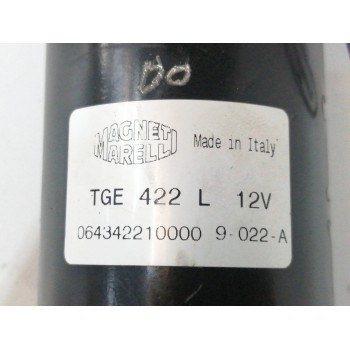 DO
MAGNETI MARELLI Made in Italy
TGE 422 L 12V
064342210000 9-022-A